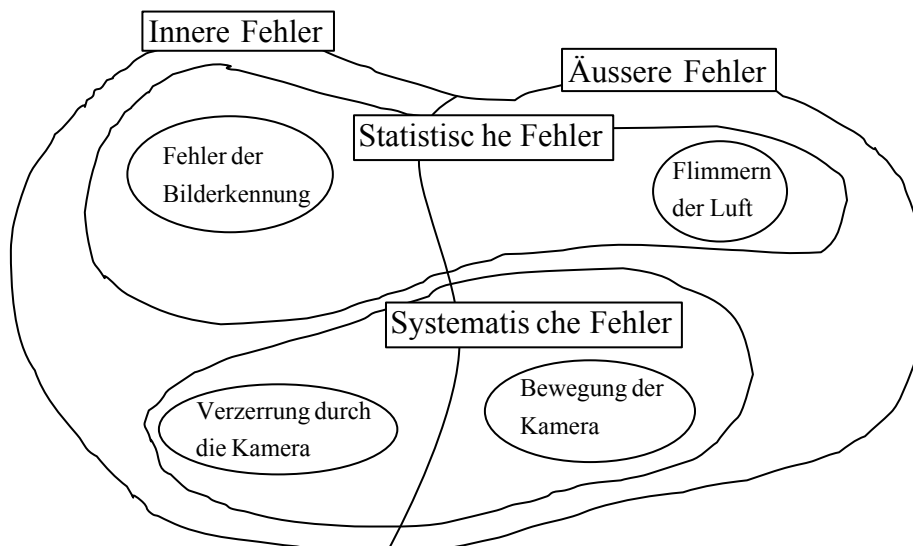 Innere Fehler
Äussere Fehler
Statistisc he Fehler
Fehler der
Bilderkennung
Flimmern
der Luft
Systematis che Fehler
Verzerrung durch
die Kamera
Bewegung der
Kamera